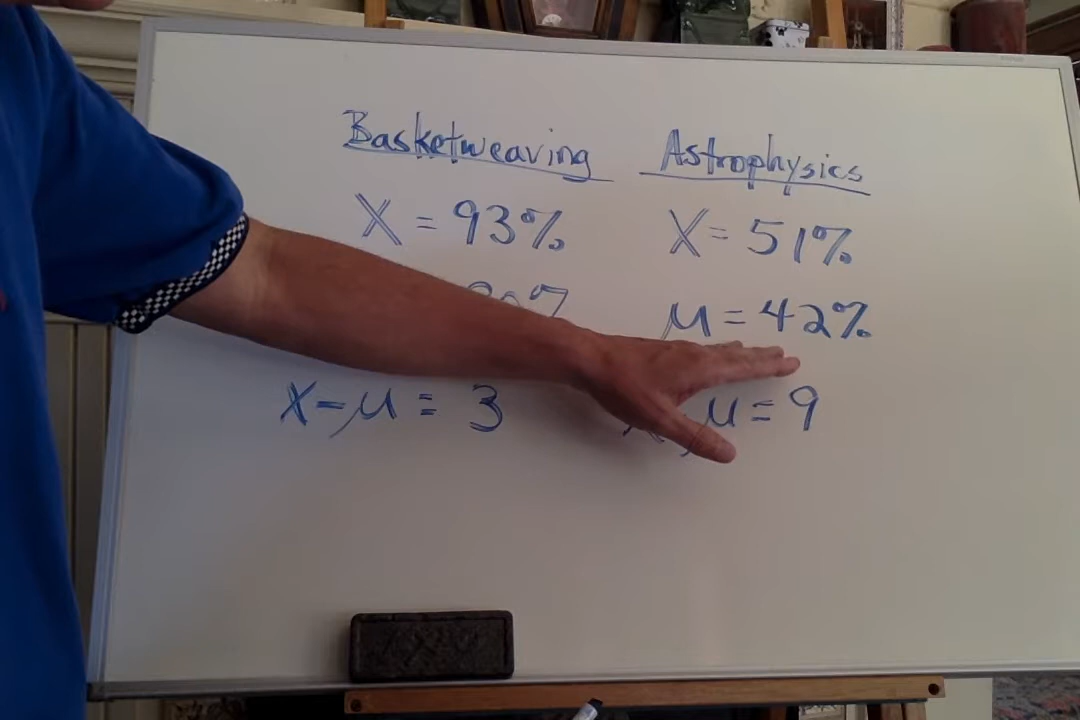 Basketweaving Astrophysics
X = 93% X = 51%
μ = 42%
X-μ = 3 μ = 9